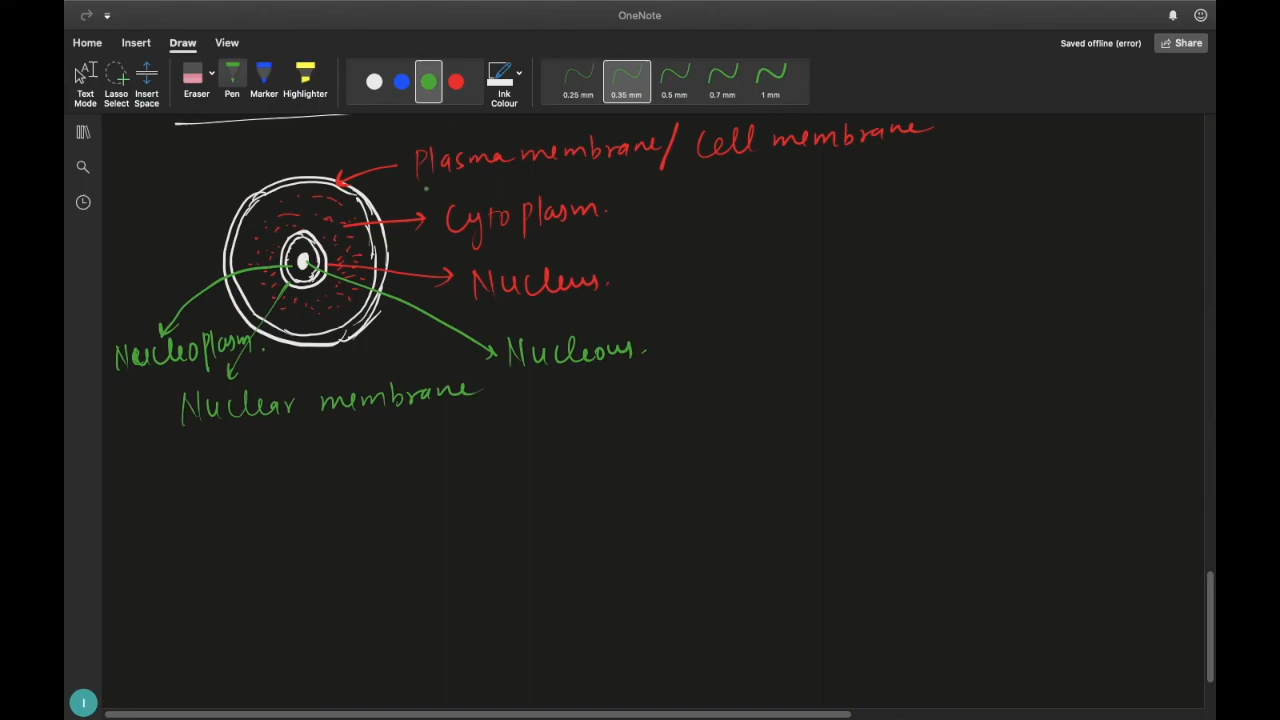 OneNote
Home Insert Draw View
Saved offline (error) Share
Text Mode
Lasso Select
Insert Space
Eraser
Pen
Marker
Highlighter
Ink Colour
0.25 mm 0.35 mm 0.5 mm 0.7 mm 1 mm
Plasma membrane/ Cell membrane
Cytoplasm.
Nucleus.
Nucleoplasm.
Nucleous.
Nuclear membrane
I